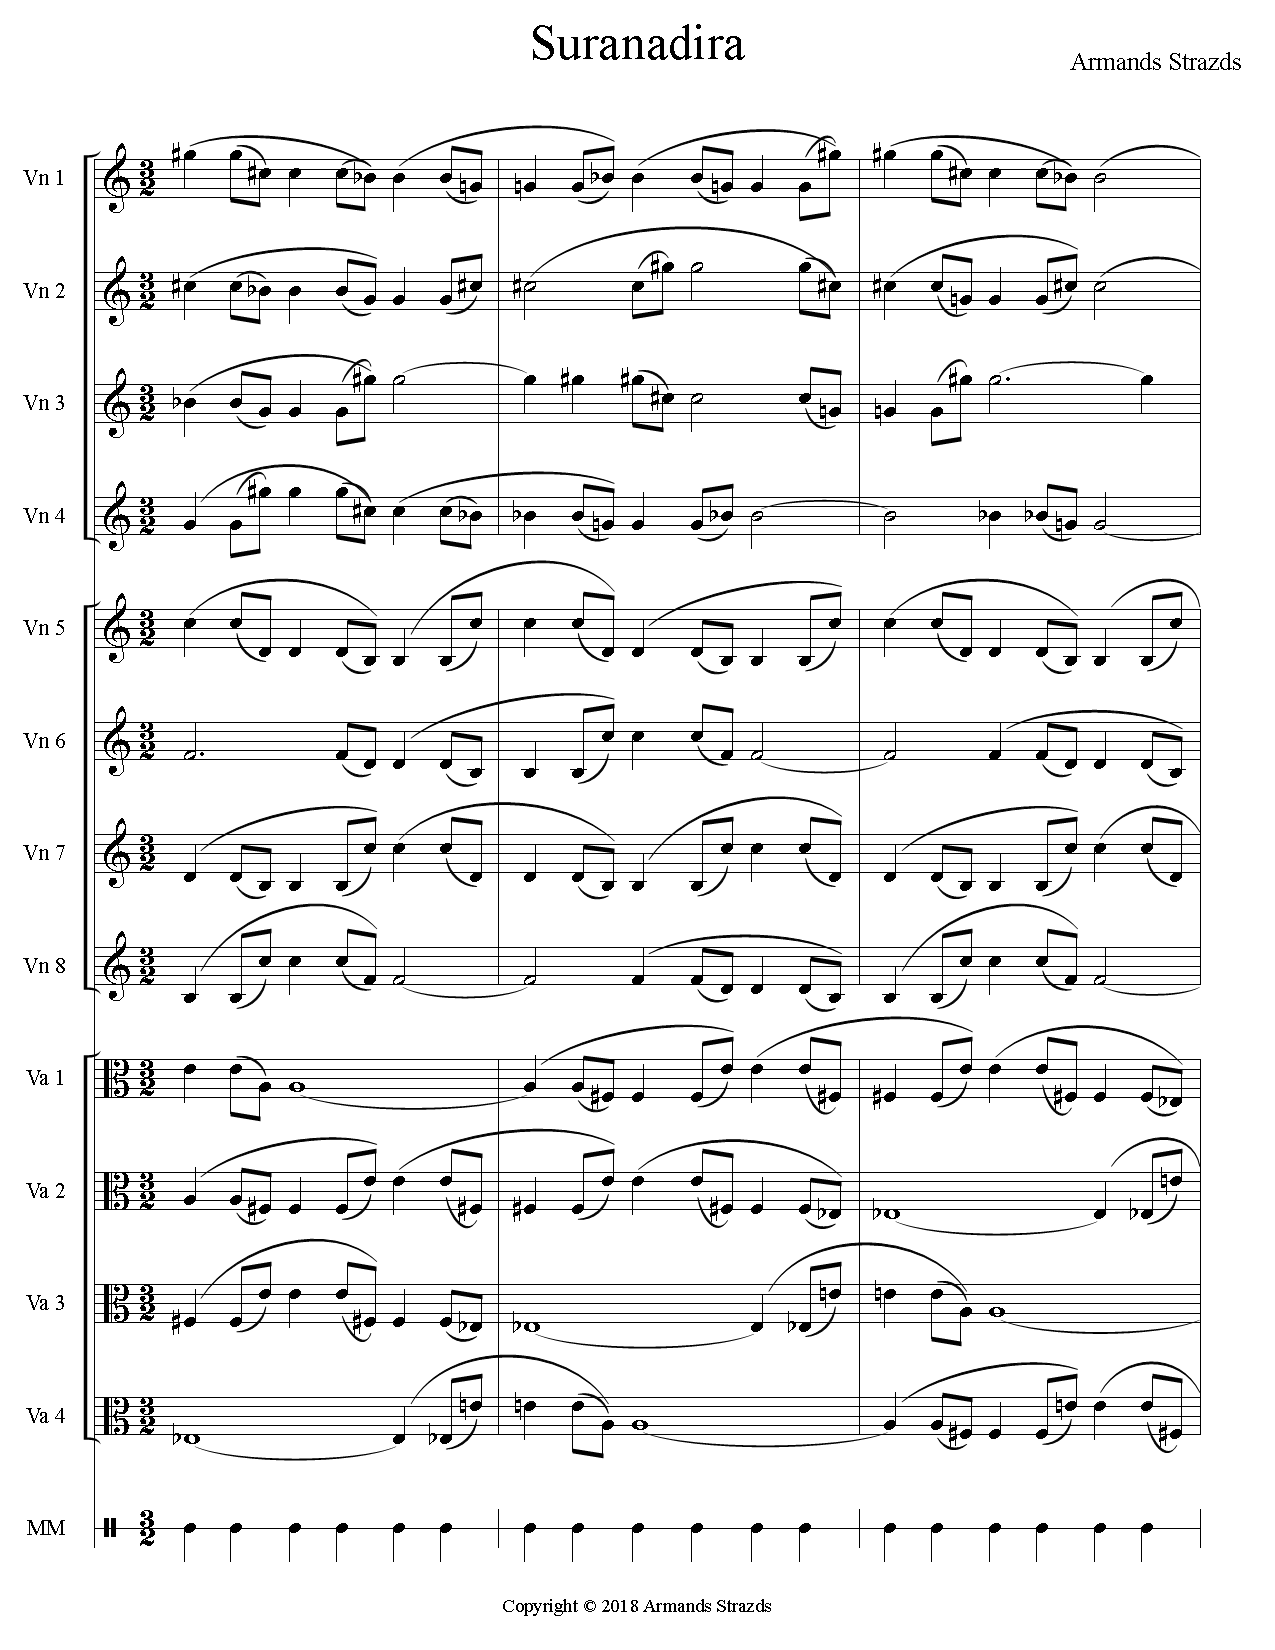 Suranadira
Armands Strazds
Vn 1
Vn 2
Vn 3
Vn 4
Vn 5
Vn 6
Vn 7
Vn 8
Va 1
Va 2
Va 3
Va 4
MM
Copyright © 2018 Armands Strazds